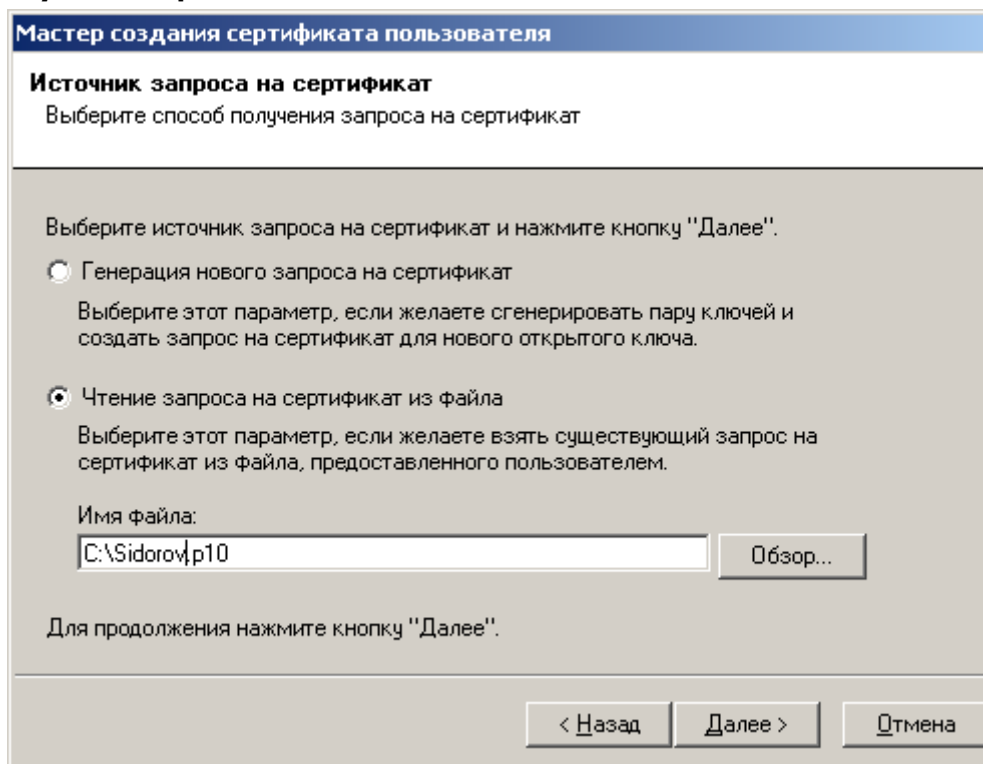 Мастер создания сертификата пользователя
Источник запроса на сертификат
Выберите способ получения запроса на сертификат
Выберите источник запроса на сертификат и нажмите кнопку "Далее".
Генерация нового запроса на сертификат
Выберите этот параметр, если желаете сгенерировать пару ключей и
создать запрос на сертификат для нового открытого ключа.
Чтение запроса на сертификат из файла
Выберите этот параметр, если желаете взять существующий запрос на
сертификат из файла, предоставленного пользователем.
Имя файла:
C:\Sidorov.p10
Обзор...
Для продолжения нажмите кнопку "Далее".
< Назад Далее > Отмена